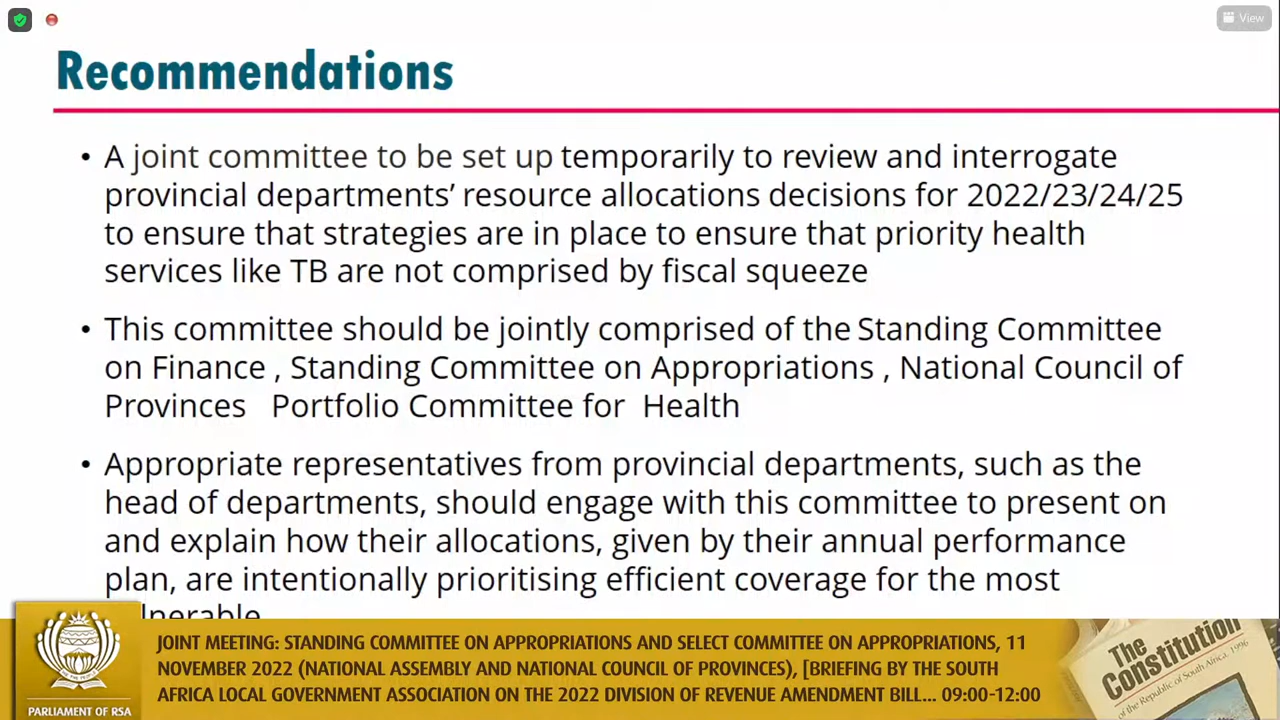 View
Recommendations
• A joint committee to be set up temporarily to review and interrogate
provincial departments’ resource allocations decisions for 2022/23/24/25
to ensure that strategies are in place to ensure that priority health
services like TB are not comprised by fiscal squeeze
• This committee should be jointly comprised of the Standing Committee
on Finance , Standing Committee on Appropriations , National Council of
Provinces Portfolio Committee for Health
• Appropriate representatives from provincial departments, such as the
head of departments, should engage with this committee to present on
and explain how their allocations, given by their annual performance
plan, are intentionally prioritising efficient coverage for the most
JOINT MEETING: STANDING COMMITTEE ON APPROPRIATIONS AND SELECT COMMITTEE ON APPROPRIATIONS, 11
NOVEMBER 2022 (NATIONAL ASSEMBLY AND NATIONAL COUNCIL OF PROVINCES), [BRIEFING BY THE SOUTH
AFRICA LOCAL GOVERNMENT ASSOCIATION ON THE 2022 DIVISION OF REVENUE AMENDMENT BILL... 09:00-12:00
PARLIAMENT OF RSA
The
Constitution
of the Republic of South Africa, 1996